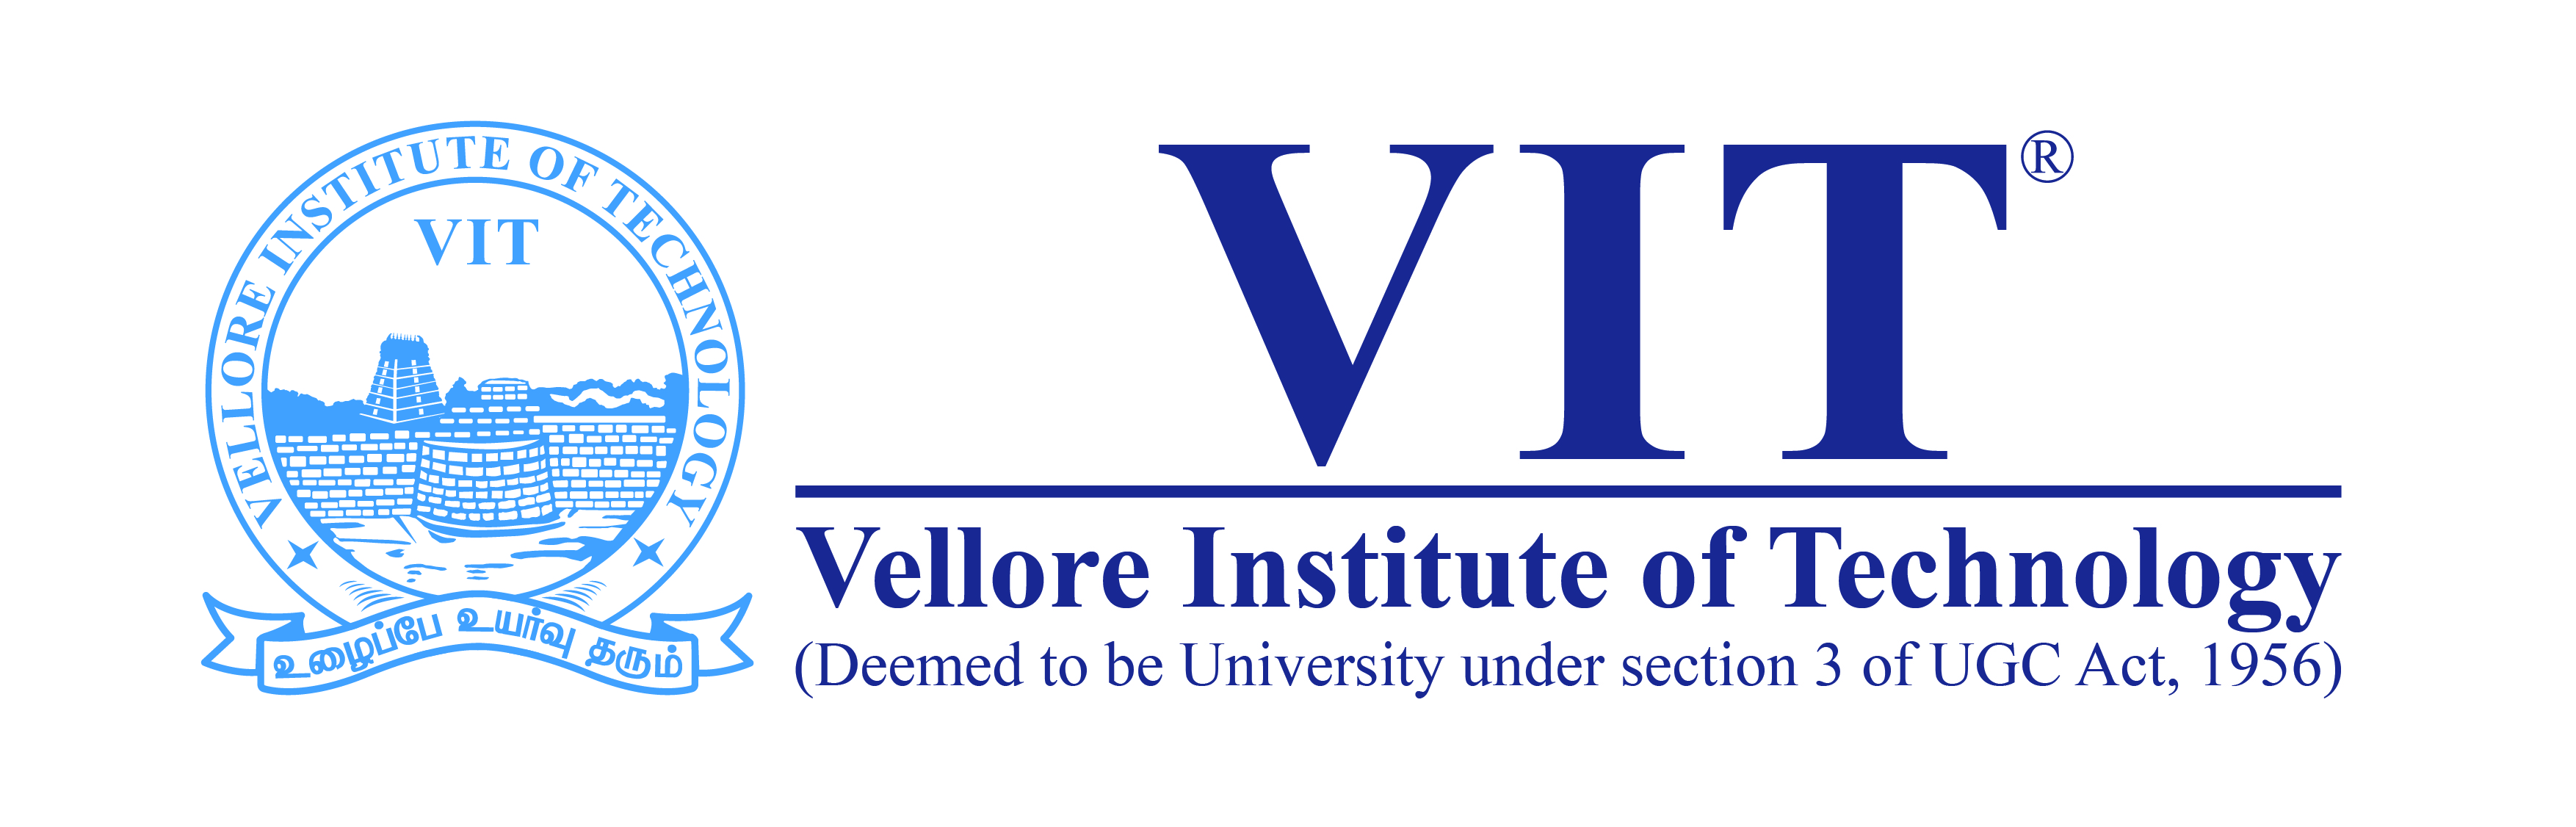 VELLORE INSTITUTE OF TECHNOLOGY
VIT
உழைப்பே உயர்வு தரும்
VIT®
Vellore Institute of Technology
(Deemed to be University under section 3 of UGC Act, 1956)